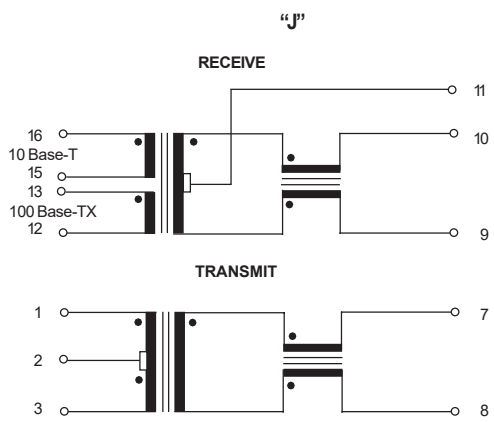 “J”
RECEIVE
11
16
10
10 Base-T
15
13
100 Base-TX
12
9
TRANSMIT
1
7
2
3
8